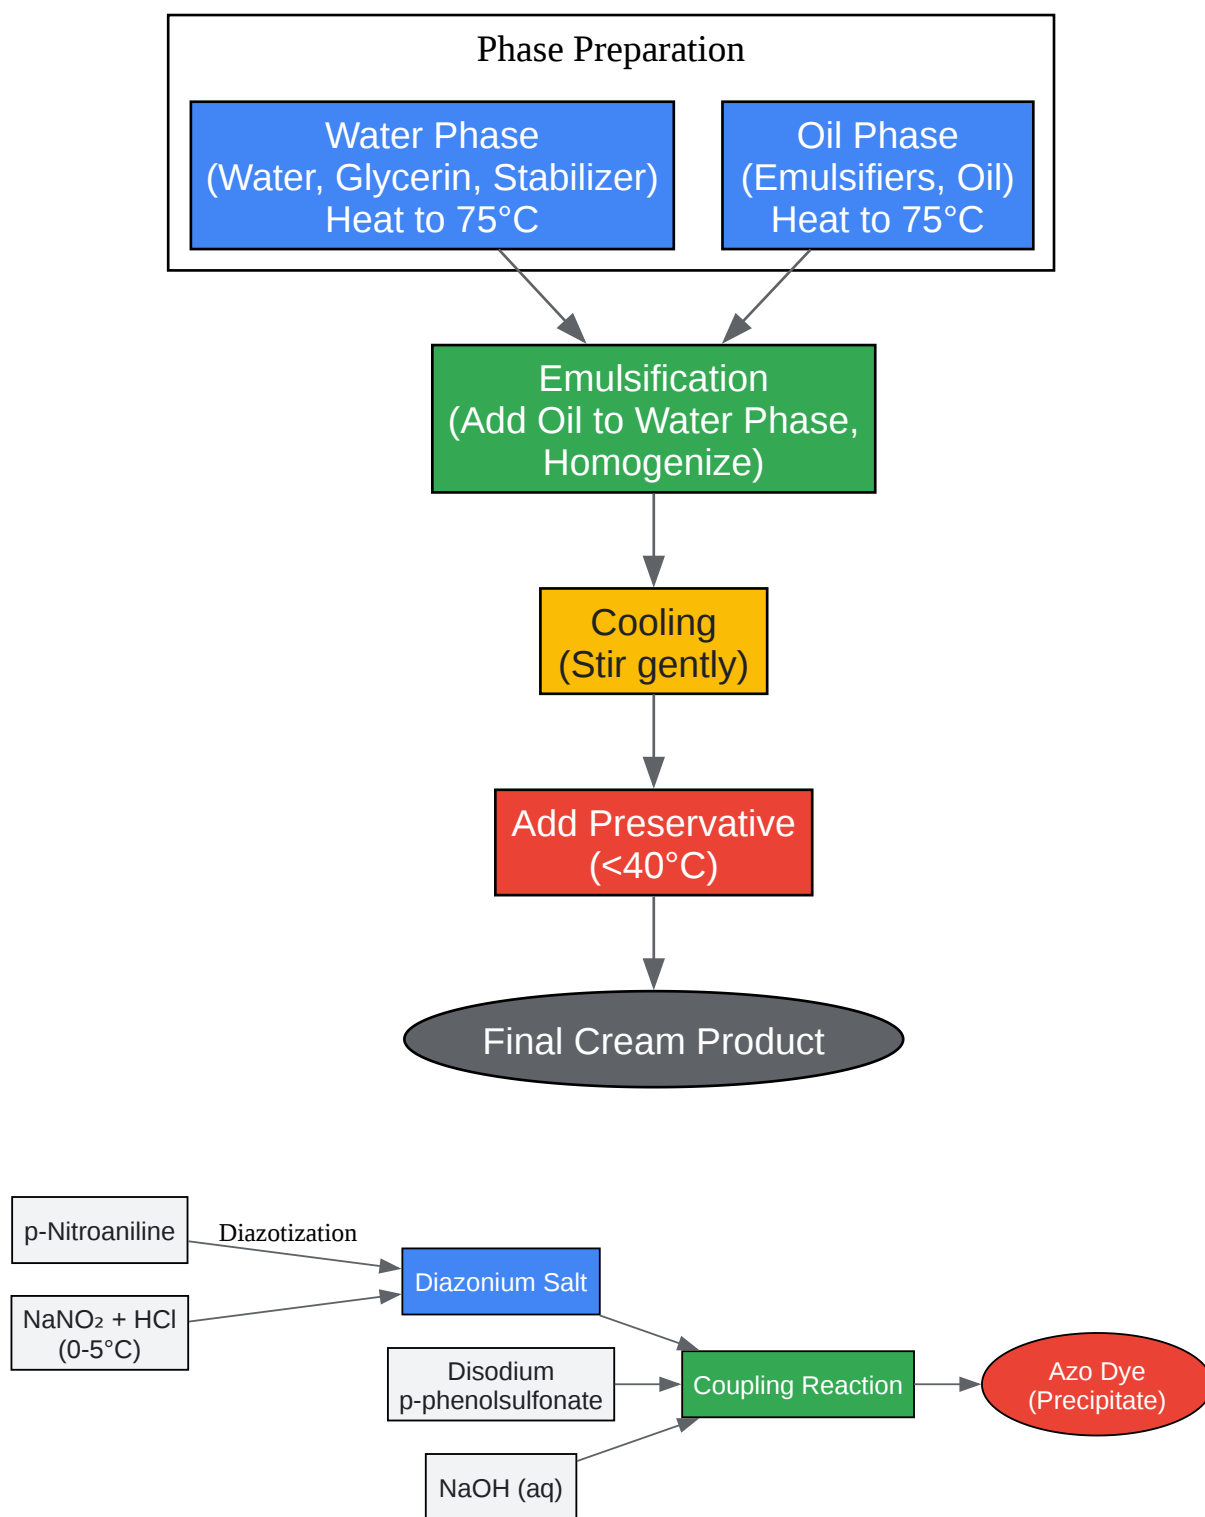 Phase Preparation
Water Phase
(Water, Glycerin, Stabilizer)
Heat to 75°C
Oil Phase
(Emulsifiers, Oil)
Heat to 75°C
Emulsification
(Add Oil to Water Phase,
Homogenize)
Cooling
(Stir gently)
Add Preservative
(<40°C)
Final Cream Product
p-Nitroaniline
Diazotization
NaNO₂ + HCl
(0-5°C)
Diazonium Salt
Disodium
p-phenolsulfonate
NaOH (aq)
Coupling Reaction
Azo Dye
(Precipitate)